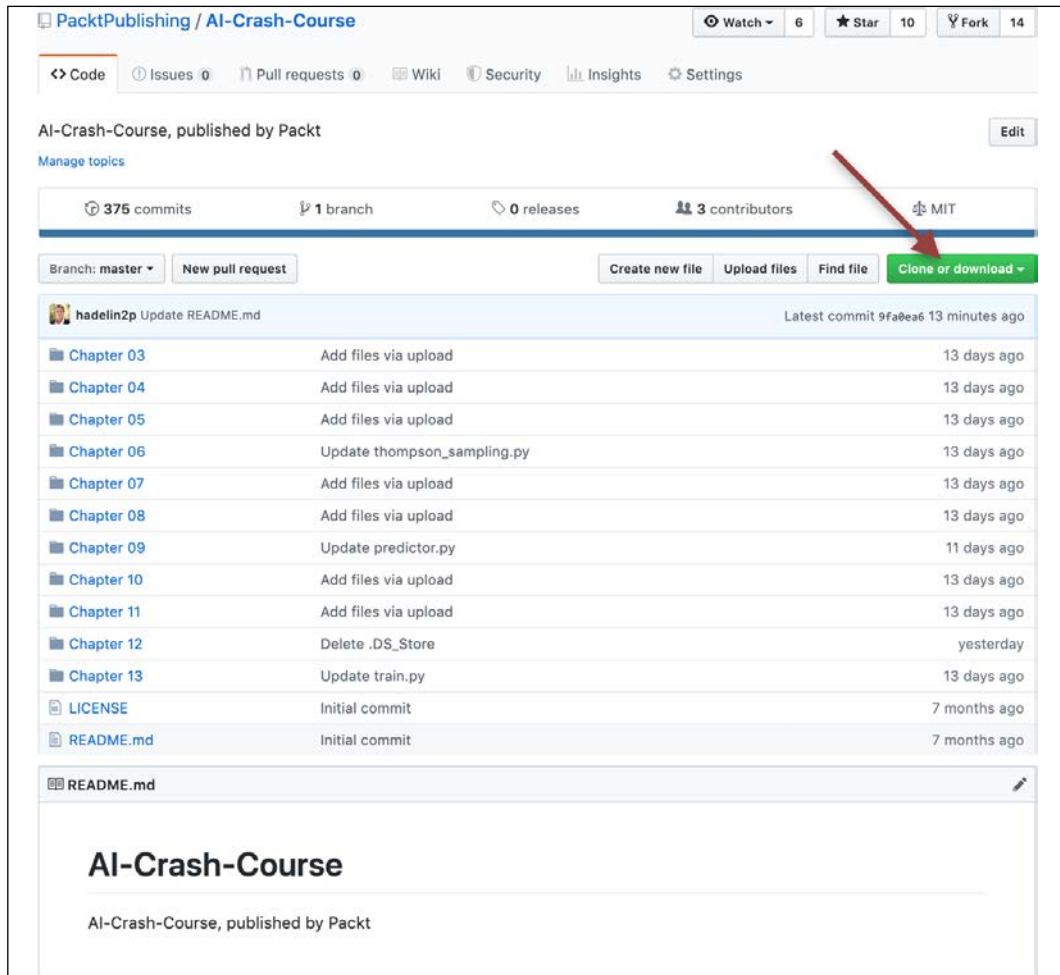 PacktPublishing / AI-Crash-Course Watch 6 Star 10 Fork 14
Code Issues 0 Pull requests 0 Wiki Security Insights Settings
AI-Crash-Course, published by Packt Edit
Manage topics
375 commits 1 branch 0 releases 3 contributors MIT
Branch: master New pull request Create new file Upload files Find file Clone or download
hadelin2p Update README.md Latest commit 9fa0ea6 13 minutes ago
Chapter 03 Add files via upload 13 days ago
Chapter 04 Add files via upload 13 days ago
Chapter 05 Add files via upload 13 days ago
Chapter 06 Update thompson_sampling.py 13 days ago
Chapter 07 Add files via upload 13 days ago
Chapter 08 Add files via upload 13 days ago
Chapter 09 Update predictor.py 11 days ago
Chapter 10 Add files via upload 13 days ago
Chapter 11 Add files via upload 13 days ago
Chapter 12 Delete .DS_Store yesterday
Chapter 13 Update train.py 13 days ago
LICENSE Initial commit 7 months ago
README.md Initial commit 7 months ago
README.md
AI-Crash-Course
AI-Crash-Course, published by Packt